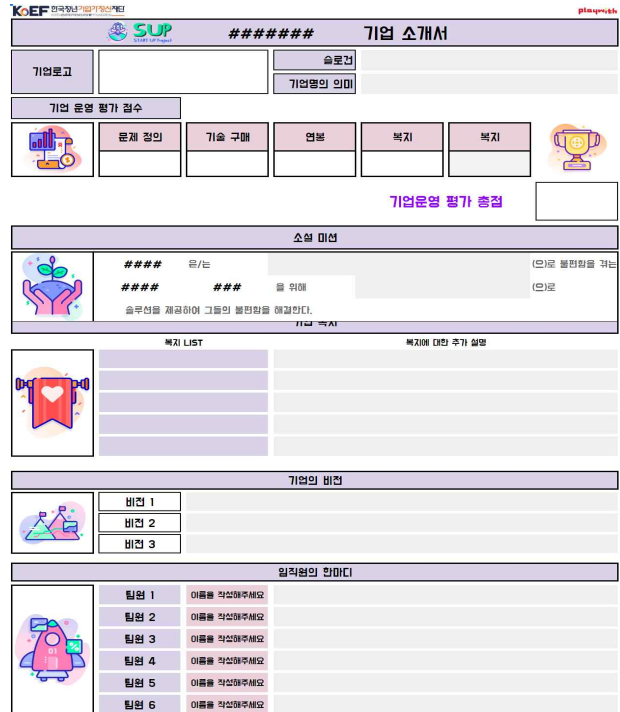 KOEF 한국청년기업가정신재단
playwith
SUP ####### 기업 소개서
START UP Project
기업로고
슬로건
기업명의 의미
기업 운영 평가 점수
문제 정의 기술 구매 연봉 복지 복지
기업운영 평가 총점
소셜 미션
#### 은/는 (으)로 불편함을 겪는
#### ### 을 위해 (으)로
솔루션을 제공하여 그들의 불편함을 해결한다.
기업 복지
복지 LIST 복지에 대한 추가 설명
기업의 비전
비전 1
비전 2
비전 3
임직원의 한마디
팀원 1 이름을 작성해주세요
팀원 2 이름을 작성해주세요
팀원 3 이름을 작성해주세요
팀원 4 이름을 작성해주세요
팀원 5 이름을 작성해주세요
팀원 6 이름을 작성해주세요
01